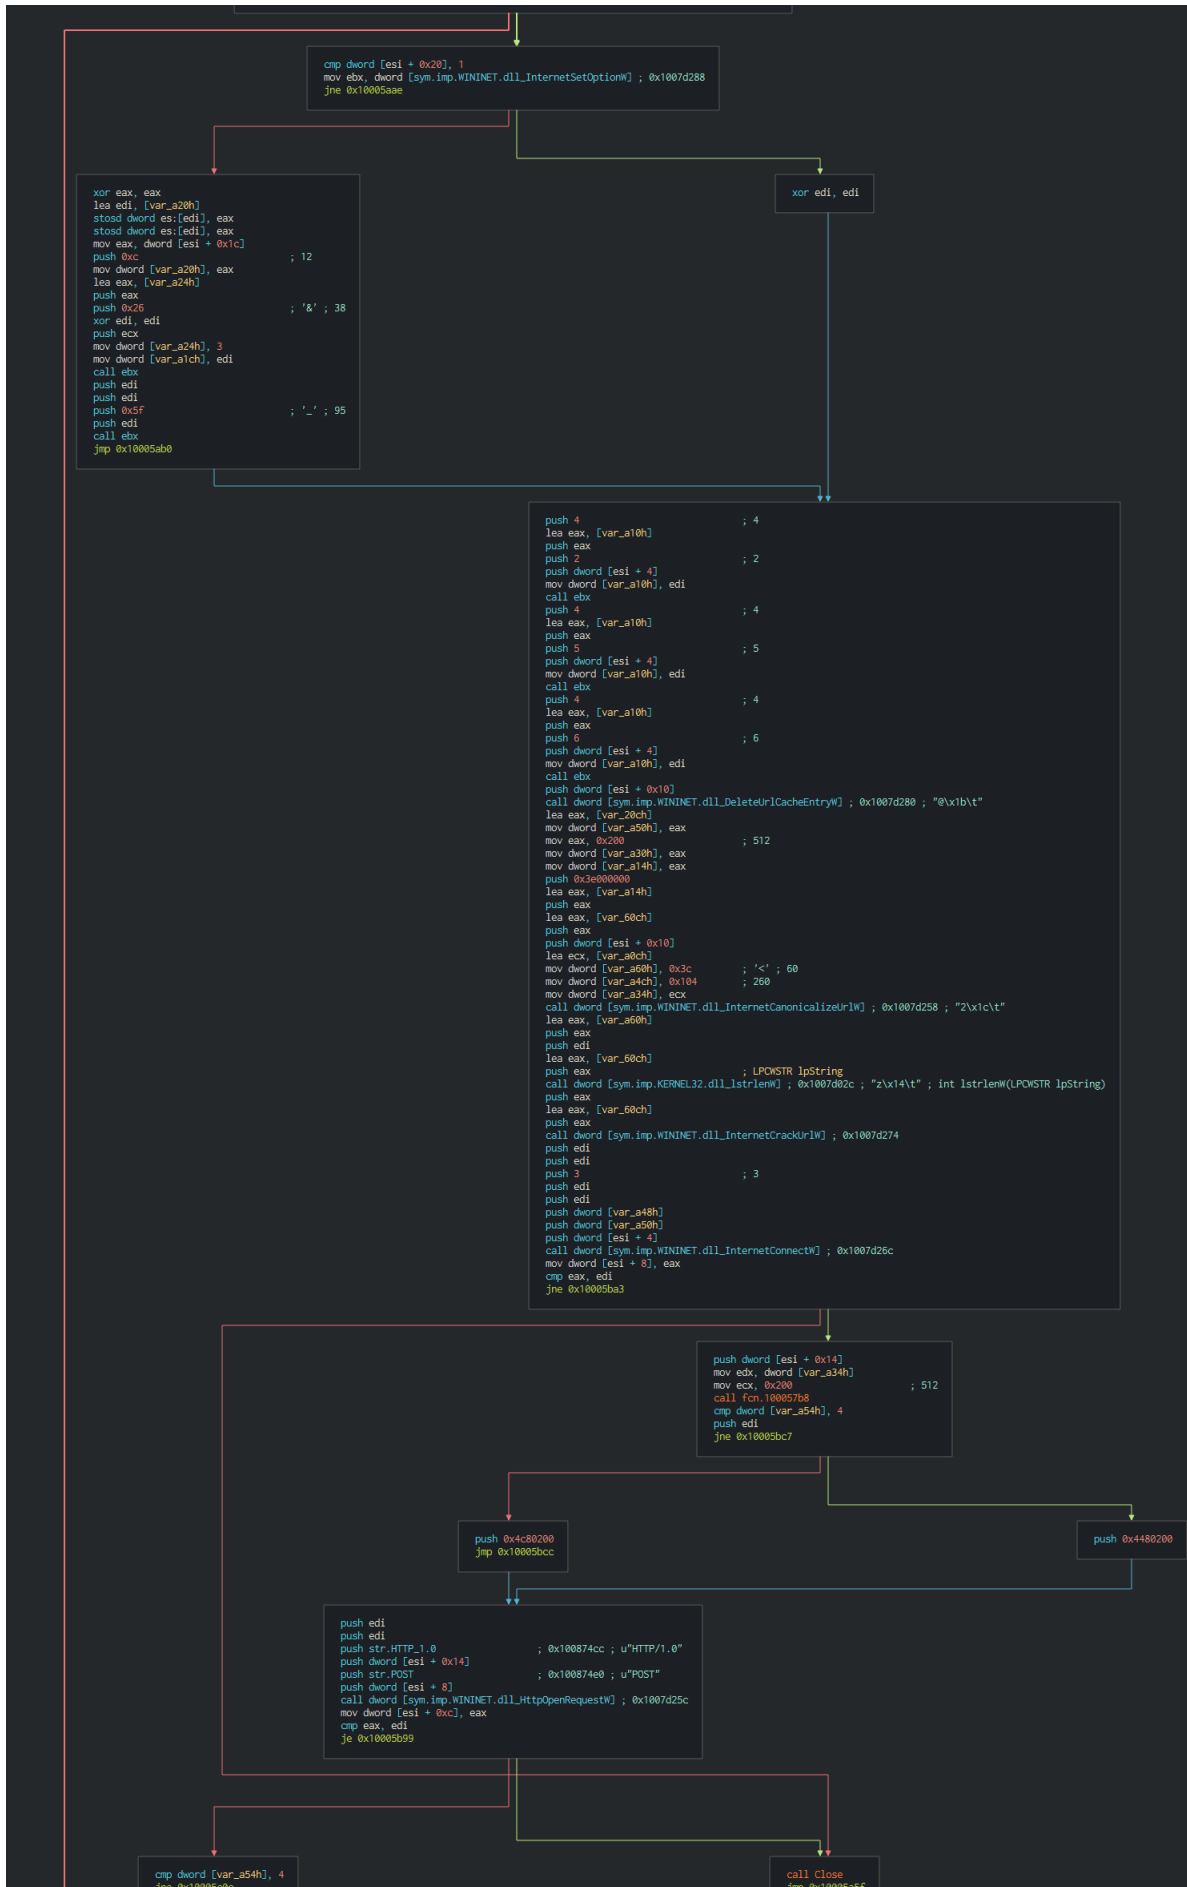 cmp dword [esi + 0x20], 1
mov ebx, dword [sym.imp.WININET.dll_InternetSetOptionW] ; 0x1007d288
jne 0x10005aae
xor eax, eax
lea edi, [var_a20h]
stosd dword es:[edi], eax
stosd dword es:[edi], eax
mov eax, dword [esi + 0x1c]
push 0xc ; 12
mov dword [var_a20h], eax
lea eax, [var_a24h]
push eax
push 0x26 ; '&' ; 38
xor edi, edi
push ecx
mov dword [var_a24h], 3
mov dword [var_a1ch], edi
call ebx
push edi
push edi
push 0x5f ; '_' ; 95
push edi
call ebx
jmp 0x10005ab0
xor edi, edi
push 4 ; 4
lea eax, [var_a10h]
push eax
push 2 ; 2
push dword [esi + 4]
mov dword [var_a10h], edi
call ebx
push 4 ; 4
lea eax, [var_a10h]
push eax
push 5 ; 5
push dword [esi + 4]
mov dword [var_a10h], edi
call ebx
push 4 ; 4
lea eax, [var_a10h]
push eax
push 6 ; 6
push dword [esi + 4]
mov dword [var_a10h], edi
call ebx
push dword [esi + 0x10]
call dword [sym.imp.WININET.dll_DeleteUrlCacheEntryW] ; 0x1007d280 ; "@\x1b\t"
lea eax, [var_20ch]
mov dword [var_a50h], eax
mov eax, 0x200 ; 512
mov dword [var_a30h], eax
mov dword [var_a14h], eax
push 0x3e000000
lea eax, [var_a14h]
push eax
lea eax, [var_60ch]
push eax
push dword [esi + 0x10]
lea ecx, [var_a0ch]
mov dword [var_a60h], 0x3c ; '<' ; 60
mov dword [var_a4ch], 0x104 ; 260
mov dword [var_a34h], ecx
call dword [sym.imp.WININET.dll_InternetCanonicalizeUrlW] ; 0x1007d258 ; "2\x1c\t"
lea eax, [var_a60h]
push eax
push edi
lea eax, [var_60ch]
push eax ; LPCWSTR lpString
call dword [sym.imp.KERNEL32.dll_lstrlenW] ; 0x1007d02c ; "z\x14\t" ; int lstrlenW(LPCWSTR lpString)
push eax
lea eax, [var_60ch]
push eax
call dword [sym.imp.WININET.dll_InternetCrackUrlW] ; 0x1007d274
push edi
push edi
push 3 ; 3
push edi
push edi
push dword [var_a48h]
push dword [var_a50h]
push dword [esi + 4]
call dword [sym.imp.WININET.dll_InternetConnectW] ; 0x1007d26c
mov dword [esi + 8], eax
cmp eax, edi
jne 0x10005ba3
push dword [esi + 0x14]
mov edx, dword [var_a34h]
mov ecx, 0x200 ; 512
call fcn.100057b8
cmp dword [var_a54h], 4
push edi
jne 0x10005bc7
push 0x4c80200
jmp 0x10005bcc
push 0x4480200
push edi
push edi
push str.HTTP_1.0 ; 0x100874cc ; u"HTTP/1.0"
push dword [esi + 0x14]
push str.POST ; 0x100874e0 ; u"POST"
push dword [esi + 8]
call dword [sym.imp.WININET.dll_HttpOpenRequestW] ; 0x1007d25c
mov dword [esi + 0xc], eax
cmp eax, edi
je 0x10005b99
cmp dword [var_a54h], 4
call Close